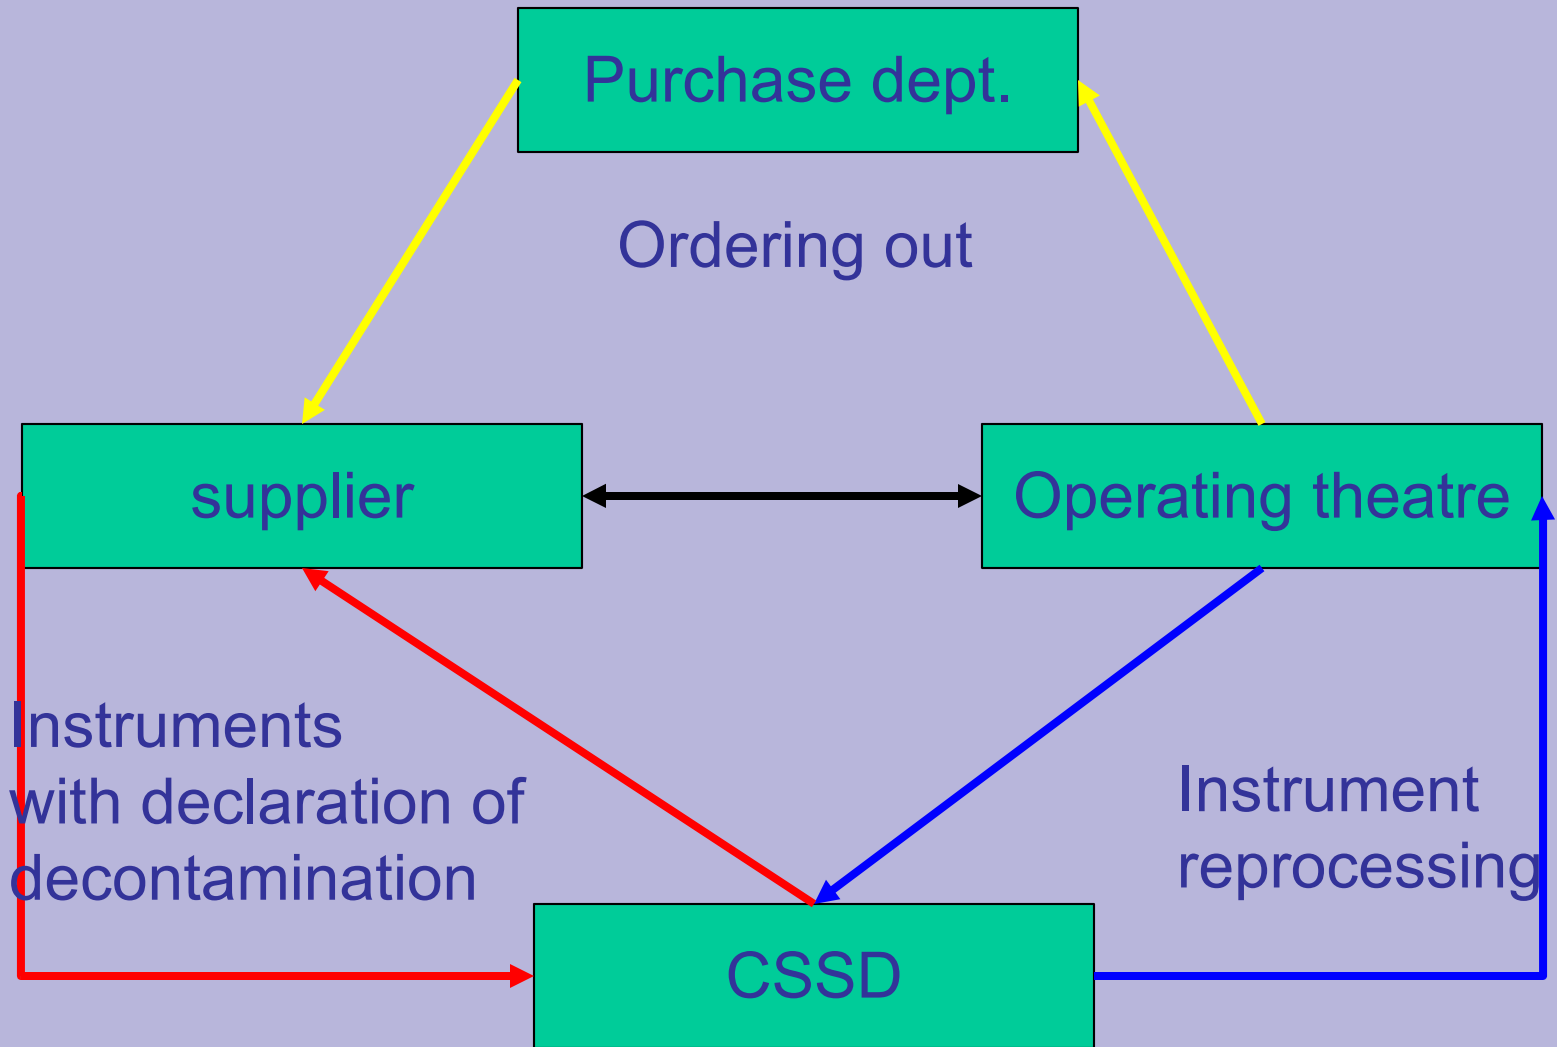 Purchase dept.
Ordering out
supplier
Operating theatre
Instruments
with declaration of
decontamination
Instrument
reprocessing
CSSD